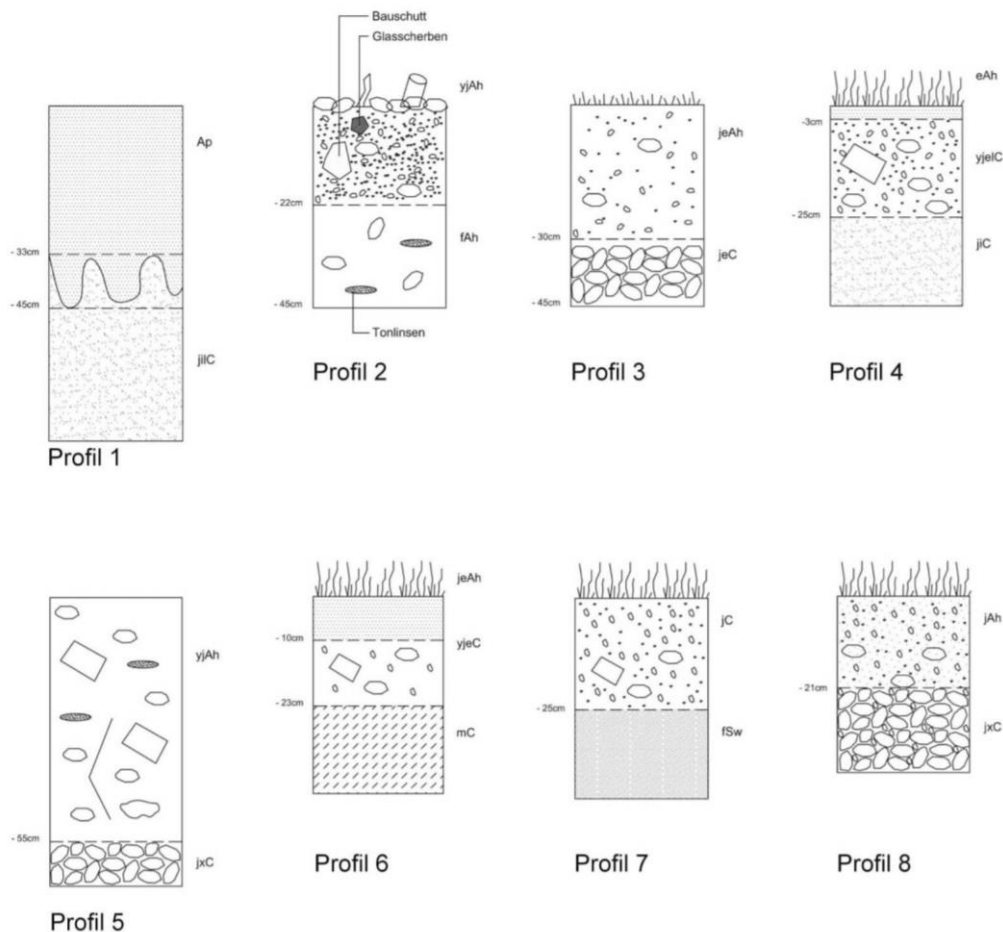 Ap
- 33cm
- 45cm
jilC
Profil 1
Bauschutt
Glasscherben
yjAh
- 22cm
fAh
- 45cm
Tonlinsen
Profil 2
jeAh
- 30cm
jeC
- 45cm
Profil 3
eAh
-3cm
yjelC
- 25cm
jiC
Profil 4
yjAh
- 55cm
jxC
Profil 5
jeAh
- 10cm
yjeC
- 23cm
mC
Profil 6
jC
- 25cm
fSw
Profil 7
jAh
- 21cm
jxC
Profil 8